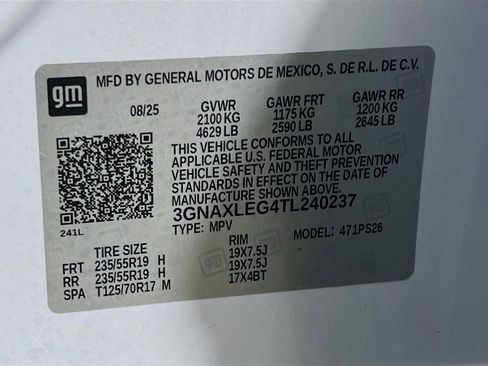 gm MFD BY GENERAL MOTORS DE MEXICO, S. DE R.L. DE C.V.
08/25 GVWR GAWR FRT GAWR RR
2100 KG 1175 KG 1200 KG
4629 LB 2590 LB 2645 LB
THIS VEHICLE CONFORMS TO ALL
APPLICABLE U.S. FEDERAL MOTOR
VEHICLE SAFETY AND THEFT PREVENTION
STANDARDS IN EFFECT ON THE DATE OF
MANUFACTURE SHOWN ABOVE.
3GNAXLEG4TL240237
241L TYPE: MPV MODEL: 471PS26
TIRE SIZE RIM
FRT 235/55R19 H 19X7.5J
RR 235/55R19 H 19X7.5J
SPA T125/70R17 M 17X4BT